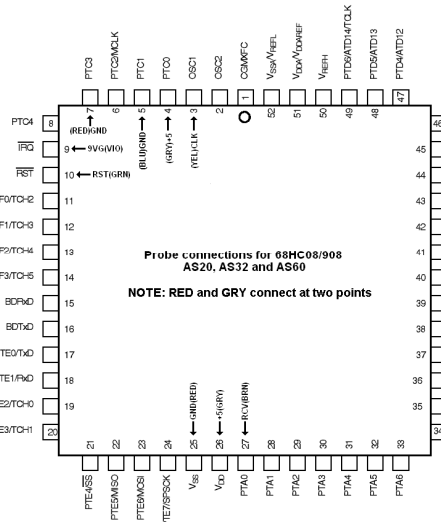 PTC3
PTC2/MCLK
PTC1
PTC0
OSC1
OSC2
CGMXFC
VSSA/VREFL
VDDA/VDDAREF
VREFH
PTD6/ATD14/TCLK
PTD5/ATD13
PTD4/ATD12
7
6
5
4
3
2
1
52
51
50
49
48
47
PTC4 8
(RED)GND
(BLU)GND
(GRY)+5
(YEL)CLK
46
IRQ 9 9VG(VIO)
45
RST 10 RST(GRN)
44
F0/TCH2 11
43
F1/TCH3 12
42
F2/TCH4 13
41
F3/TCH5 14
40
BDRxD 15
39
BDTxD 16
38
TE0/TxD 17
37
TE1/RxD 18
36
E2/TCH0 19
35
E3/TCH1 20
34
Probe connections for 68HC08/908
AS20, AS32 and AS60
NOTE: RED and GRY connect at two points
GND(RED)
+5(GRY)
RCV(BRN)
21
22
23
24
25
26
27
28
29
30
31
32
33
PTE4/SS
PTE5/MISO
PTE6/MOSI
TE7/SPSCK
VSS
VDD
PTA0
PTA1
PTA2
PTA3
PTA4
PTA5
PTA6